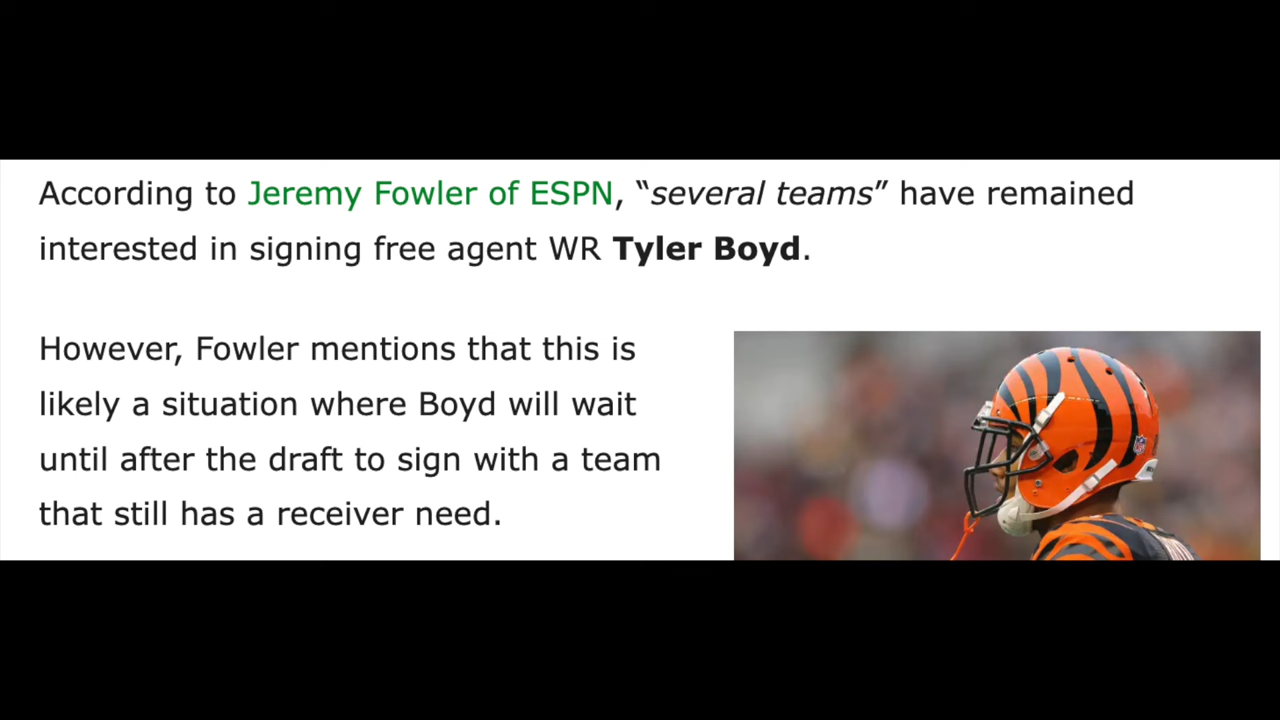 According to Jeremy Fowler of ESPN, “several teams” have remained
interested in signing free agent WR Tyler Boyd.
However, Fowler mentions that this is
likely a situation where Boyd will wait
until after the draft to sign with a team
that still has a receiver need.